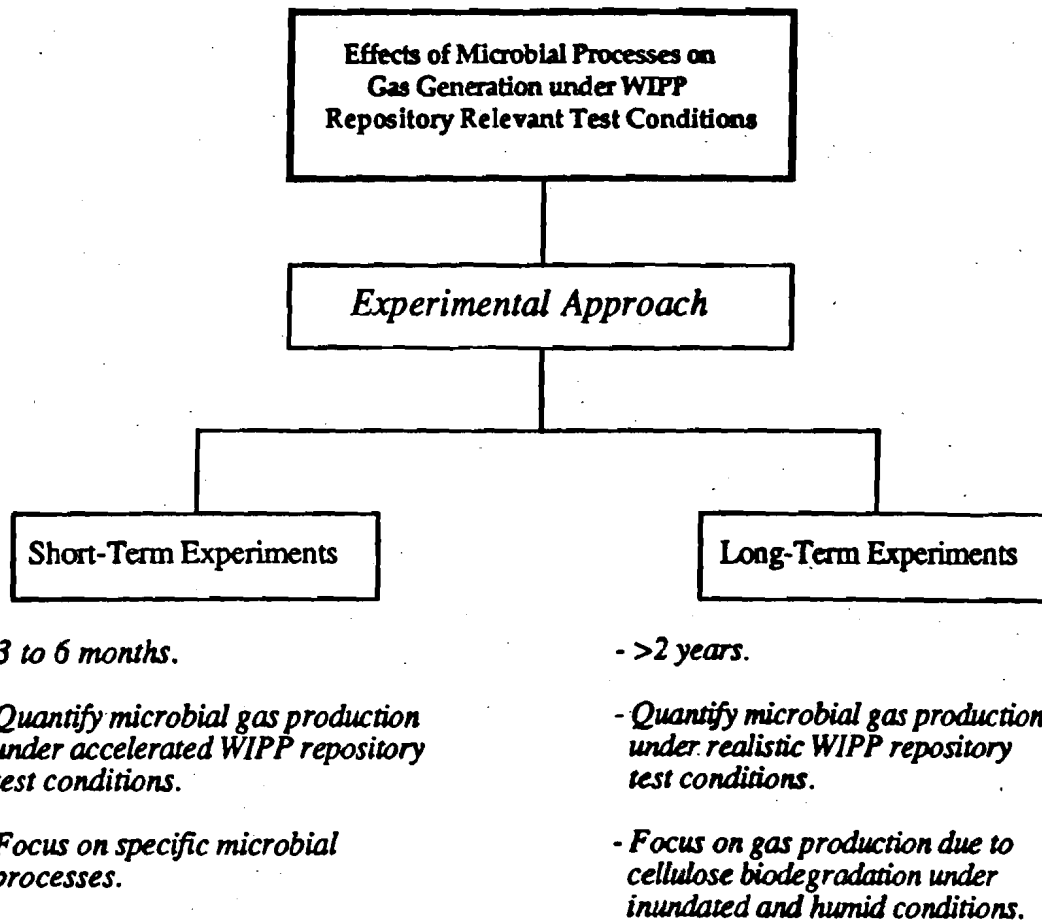 Effects of Microbial Processes on
Gas Generation under WIPP
Repository Relevant Test Conditions
Experimental Approach
Short-Term Experiments
3 to 6 months.
Quantify microbial gas production
under accelerated WIPP repository
test conditions.
Focus on specific microbial
processes.
Long-Term Experiments
- >2 years.
- Quantify microbial gas production
under realistic WIPP repository
test conditions.
- Focus on gas production due to
cellulose biodegradation under
inundated and humid conditions.